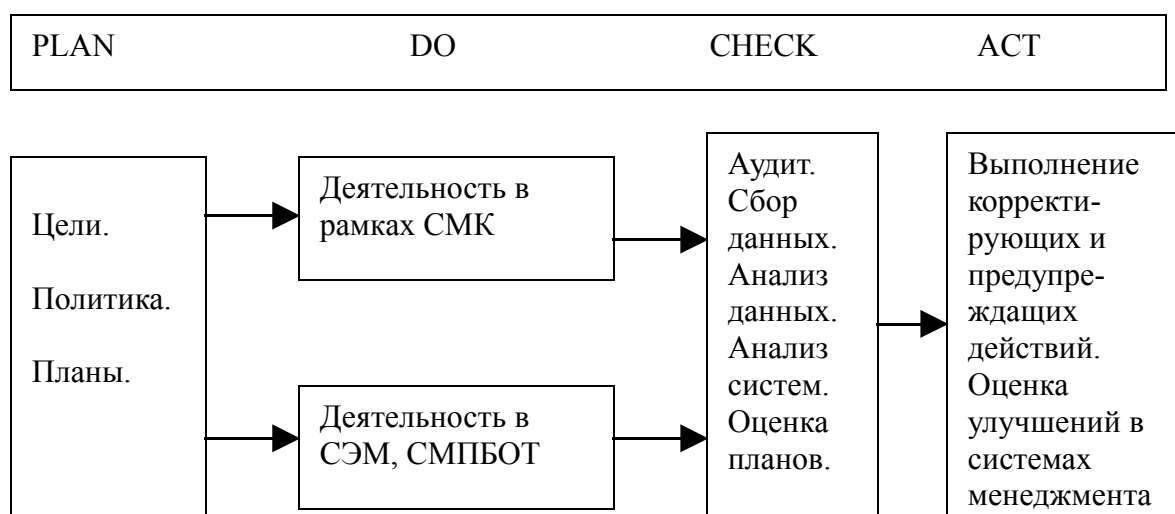 PLAN DO CHECK ACT
Цели.
Политика.
Планы.
Деятельность в
рамках СМК
Деятельность в
СЭМ, СМПБОТ
Аудит.
Сбор
данных.
Анализ
данных.
Анализ
систем.
Оценка
планов.
Выполнение
корректи-
рующих и
предупре-
ждащих
действий.
Оценка
улучшений в
системах
менеджмента